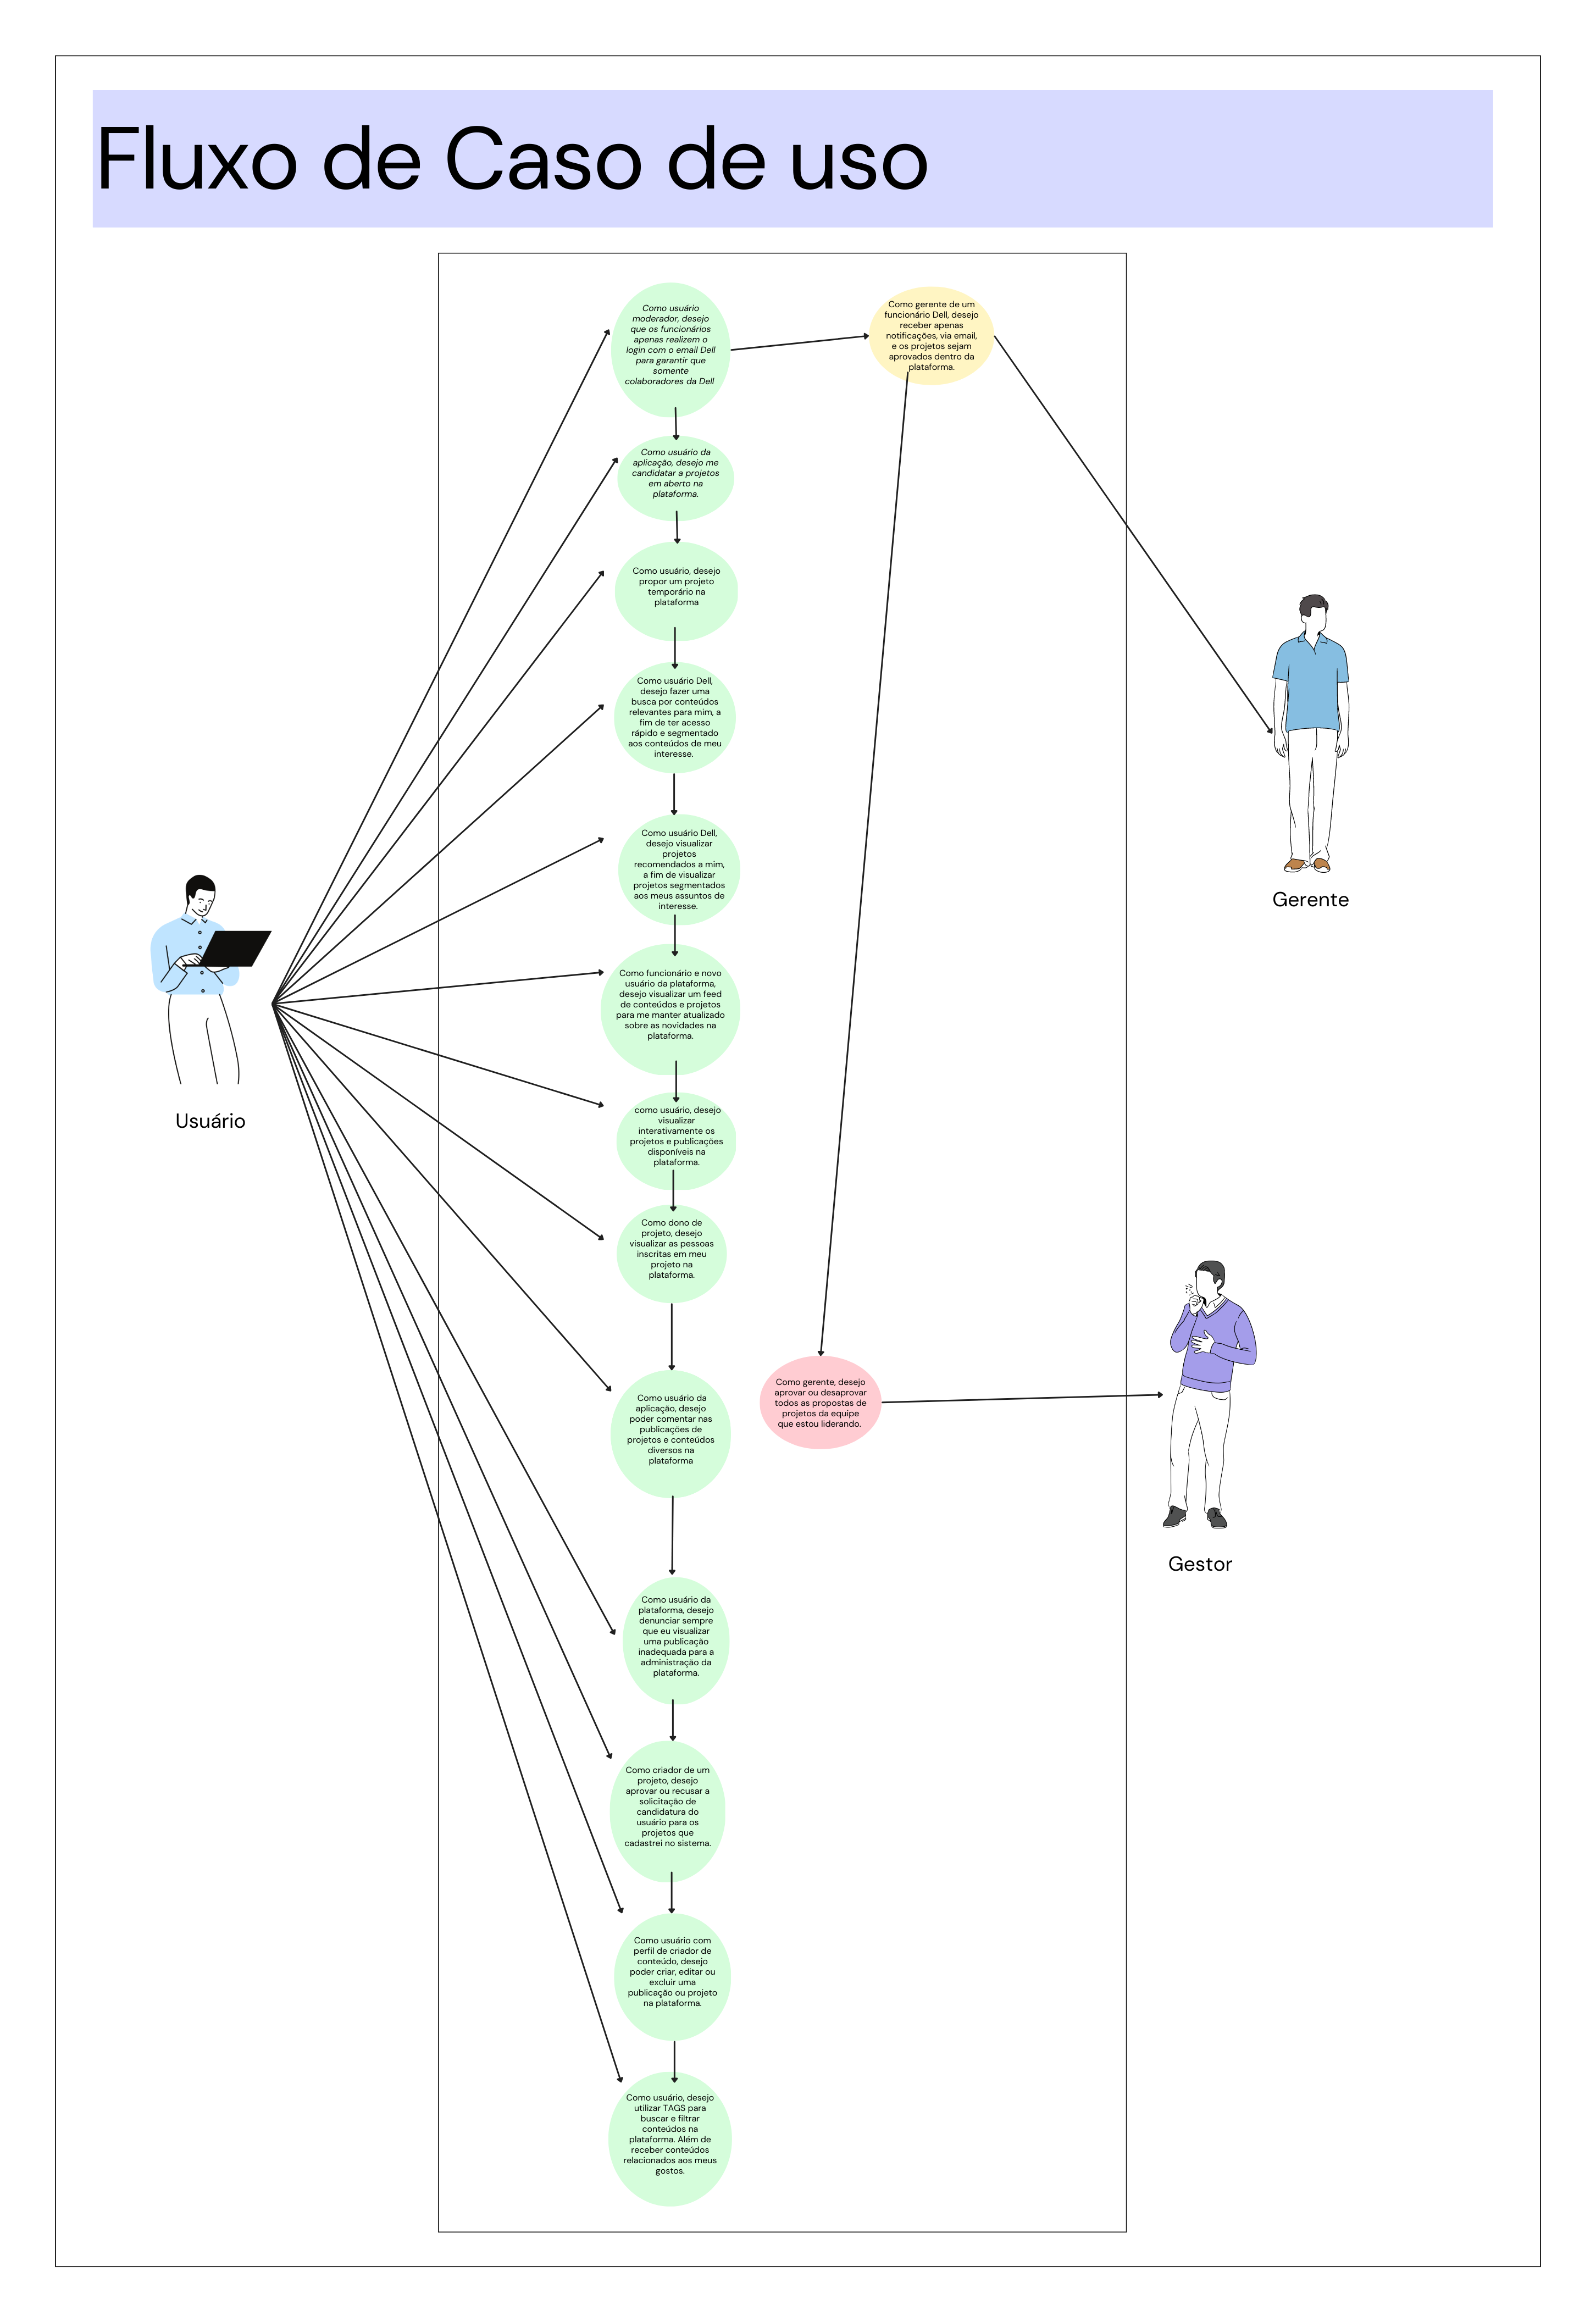 Fluxo de Caso de uso
Como usuário
moderador, desejo
que os funcionários
apenas realizem o
login com o email Dell
para garantir que
somente
colaboradores da Dell
Como gerente de um
funcionário Dell, desejo
receber apenas
notificações, via email,
e os projetos sejam
aprovados dentro da
plataforma.
Como usuário da
aplicação, desejo me
candidatar a projetos
em aberto na
plataforma.
Como usuário, desejo
propor um projeto
temporário na
plataforma
Como usuário Dell,
desejo fazer uma
busca por conteúdos
relevantes para mim, a
fim de ter acesso
rápido e segmentado
aos conteúdos de meu
interesse.
Como usuário Dell,
desejo visualizar
projetos
recomendados a mim,
a fim de visualizar
projetos segmentados
aos meus assuntos de
interesse.
Gerente
Como funcionário e novo
usuário da plataforma,
desejo visualizar um feed
de conteúdos e projetos
para me manter atualizado
sobre as novidades na
plataforma.
Usuário
como usuário, desejo
visualizar
interativamente os
projetos e publicações
disponíveis na
plataforma.
Como dono de
projeto, desejo
visualizar as pessoas
inscritas em meu
projeto na
plataforma.
Como gerente, desejo
aprovar ou desaprovar
todos as propostas de
projetos da equipe
que estou liderando.
Como usuário da
aplicação, desejo
poder comentar nas
publicações de
projetos e conteúdos
diversos na
plataforma
Gestor
Como usuário da
plataforma, desejo
denunciar sempre
que eu visualizar
uma publicação
inadequada para a
administração da
plataforma.
Como criador de um
projeto, desejo
aprovar ou recusar a
solicitação de
candidatura do
usuário para os
projetos que
cadastrei no sistema.
Como usuário com
perfil de criador de
conteúdo, desejo
poder criar, editar ou
excluir uma
publicação ou projeto
na plataforma.
Como usuário, desejo
utilizar TAGS para
buscar e filtrar
conteúdos na
plataforma. Além de
receber conteúdos
relacionados aos meus
gostos.